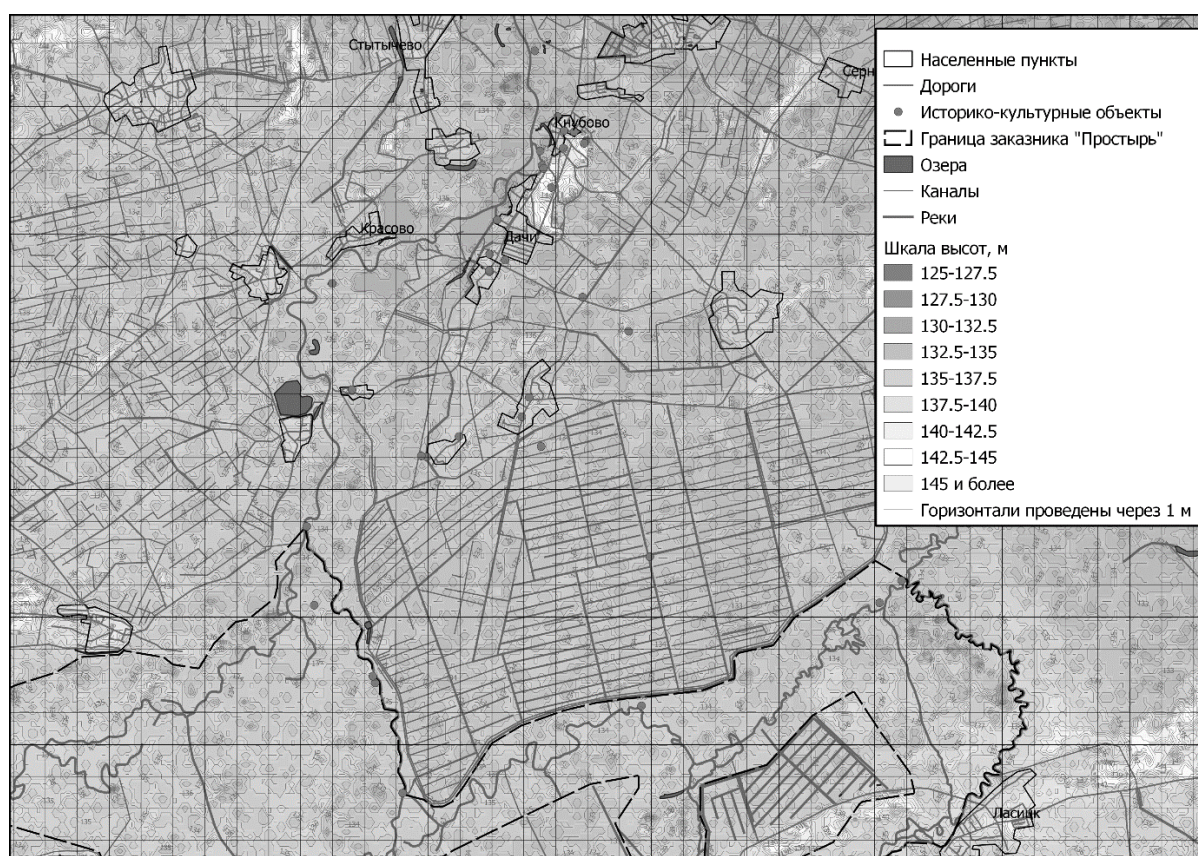 Стытычево
Серн
Кнубово
Красово
Дачи
Ласицк
Населенные пункты
Дороги
Историко-культурные объекты
Граница заказника "Простырь"
Озера
Каналы
Реки
Шкала высот, м
125-127.5
127.5-130
130-132.5
132.5-135
135-137.5
137.5-140
140-142.5
142.5-145
145 и более
Горизонтали проведены через 1 м